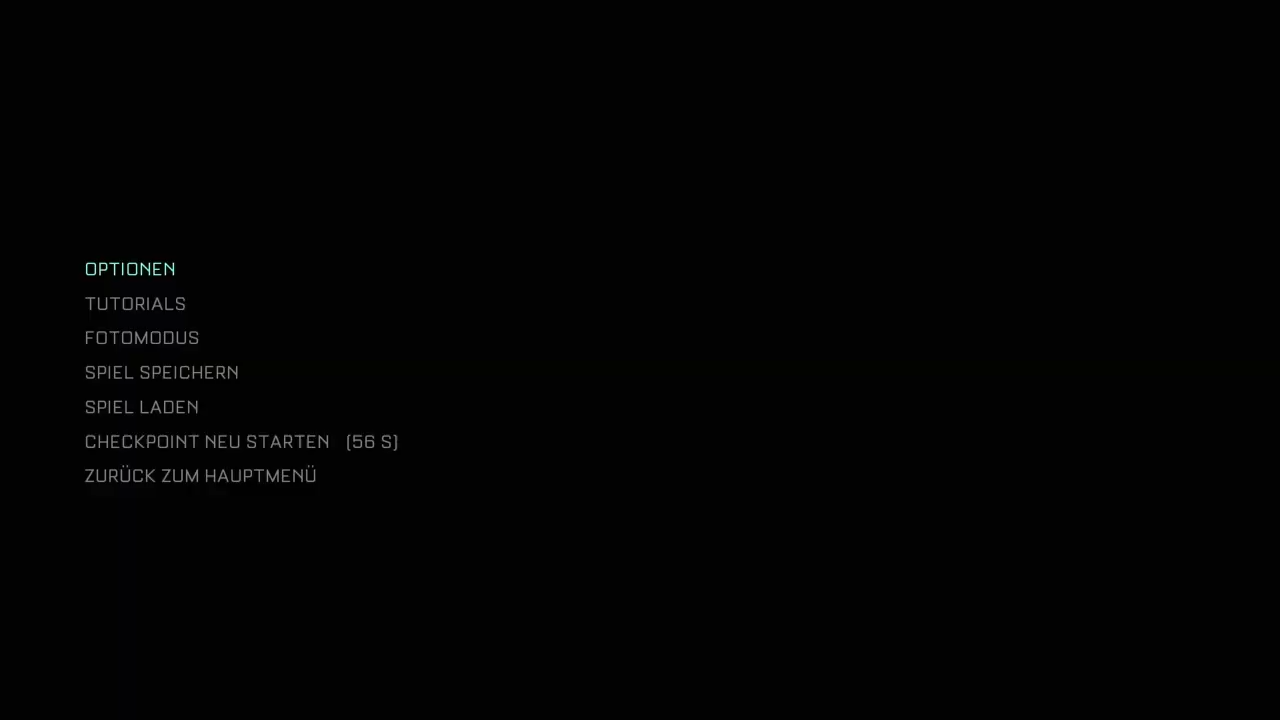 OPTIONEN
TUTORIALS
FOTOMODUS
SPIEL SPEICHERN
SPIEL LADEN
CHECKPOINT NEU STARTEN (56 S)
ZURÜCK ZUM HAUPTMENÜ